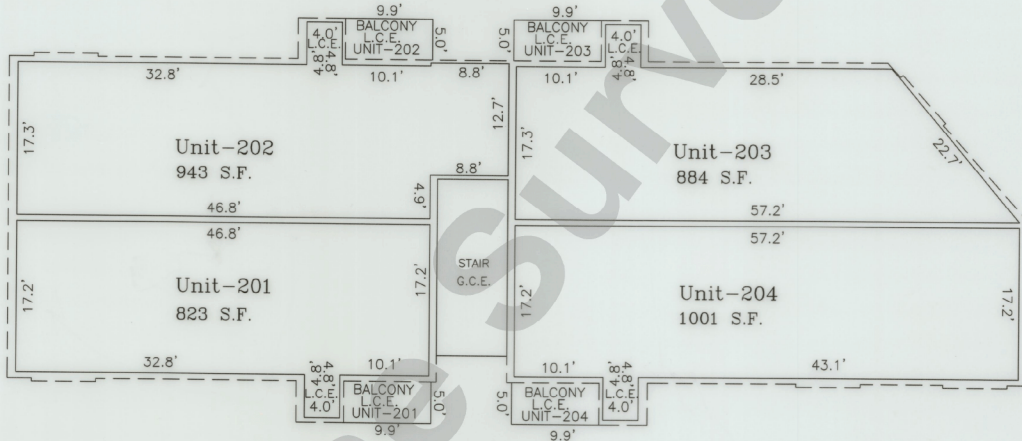 9.9'
BALCONY
L.C.E.
UNIT-202
5.0'
4.0'
L.C.E.
4.8'
4.8'
9.9'
BALCONY
L.C.E.
UNIT-203
5.0'
4.0'
L.C.E.
4.8'
4.8'
32.8'
10.1'
8.8'
10.1'
28.5'
17.3'
Unit-202
943 S.F.
12.7'
8.8'
4.9'
46.8'
17.3'
Unit-203
884 S.F.
22.7'
57.2'
46.8'
17.2'
Unit-201
823 S.F.
17.2'
STAIR
G.C.E.
57.2'
17.2'
Unit-204
1001 S.F.
17.2'
32.8'
10.1'
10.1'
43.1'
4.8'
4.8'
L.C.E.
4.0'
BALCONY
L.C.E.
UNIT-201
5.0'
9.9'
5.0'
BALCONY
L.C.E.
UNIT-204
9.9'
4.8'
4.8'
L.C.E.
4.0'